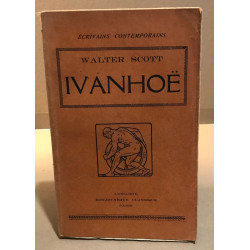 ÉCRIVAINS CONTEMPORAINS
WALTER SCOTT
IVANHOË